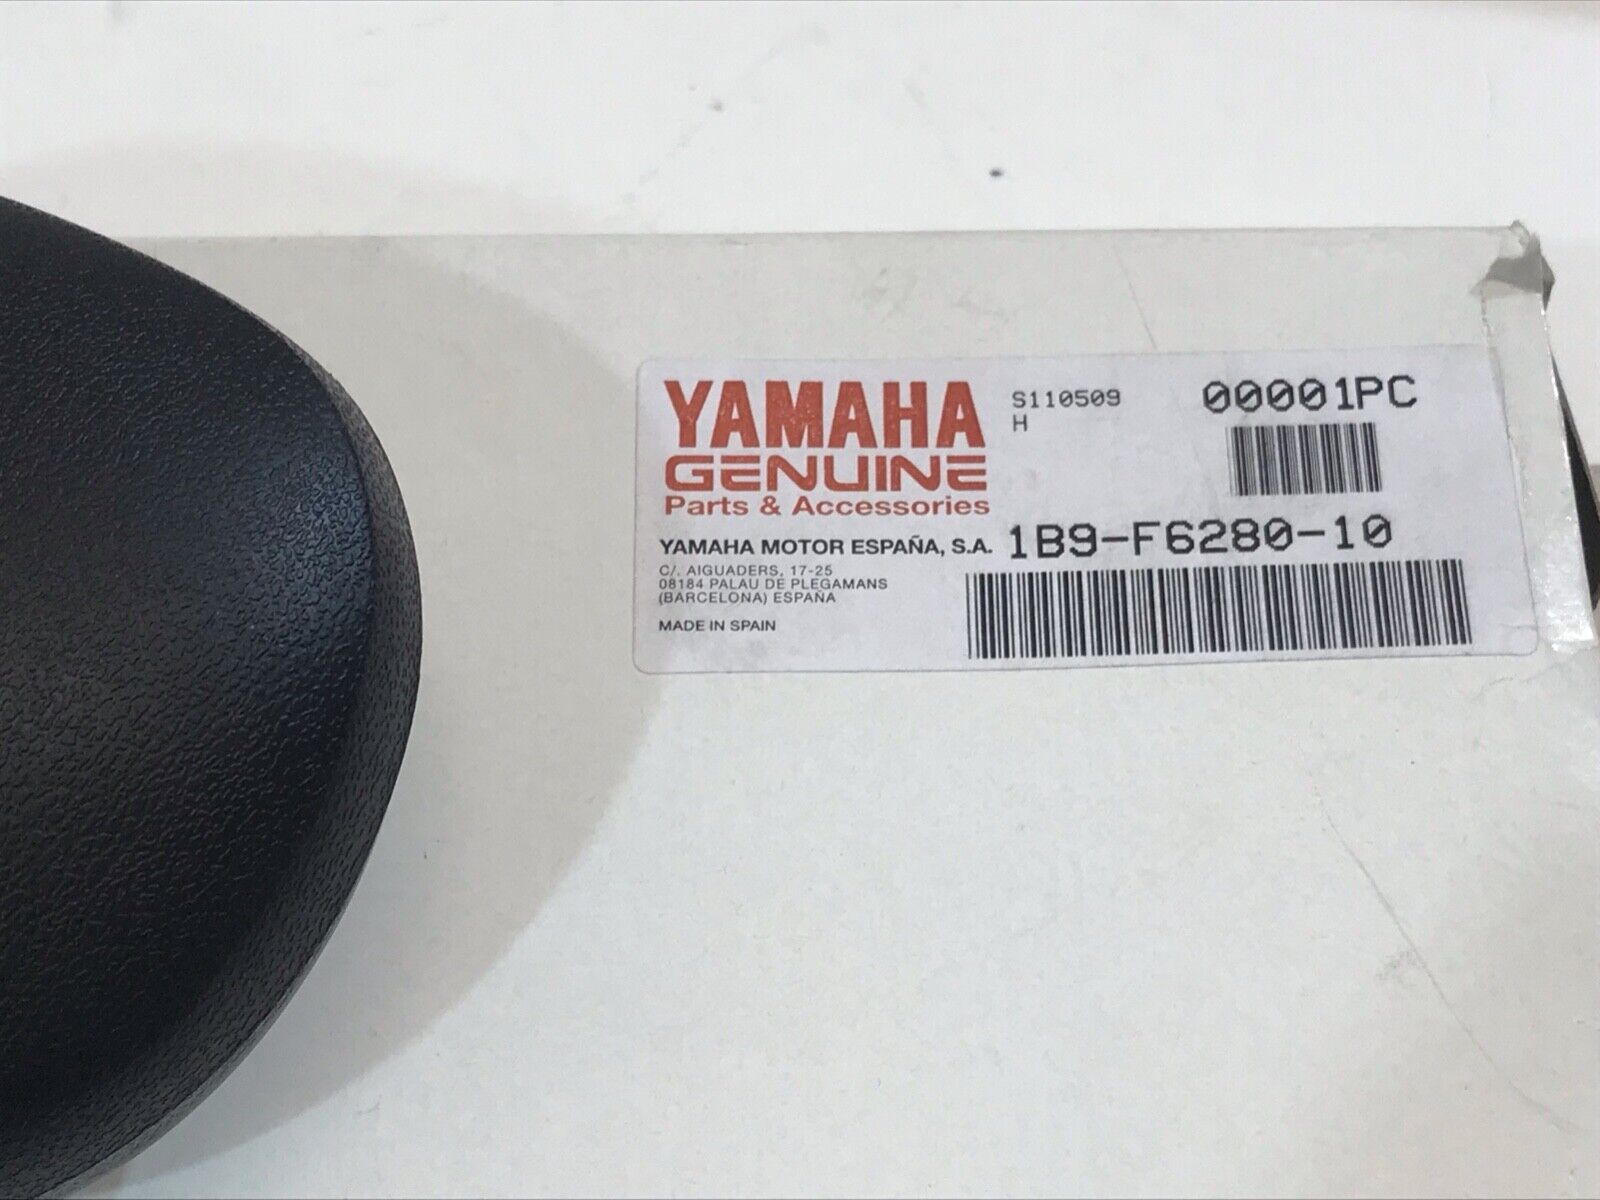 YAMAHA
GENUINE
Parts & Accessories
S110509
H
00001PC
YAMAHA MOTOR ESPAÑA, S.A.
1B9-F6280-10
C/. AIGUADERS, 17-25
08184 PALAU DE PLEGAMANS
(BARCELONA) ESPAÑA
MADE IN SPAIN